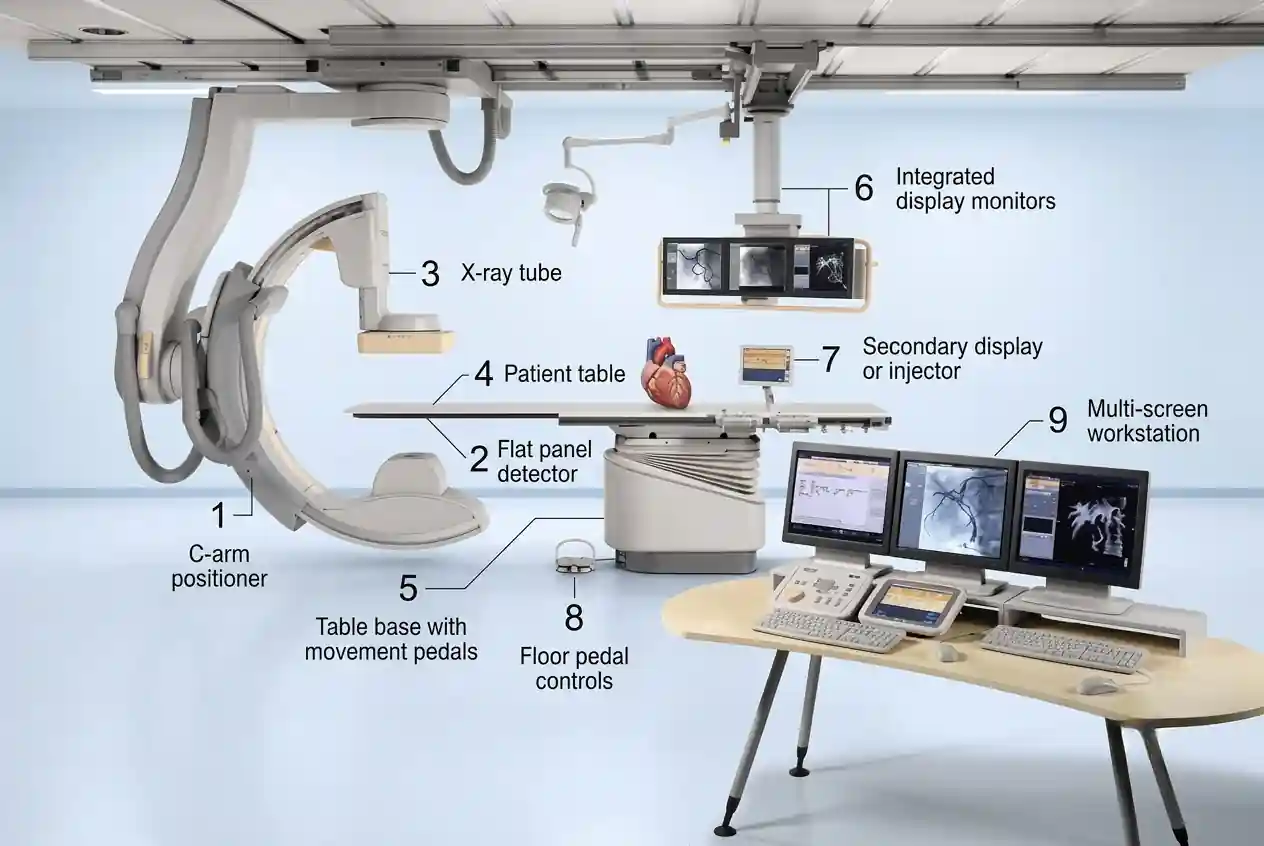 6 Integrated
display monitors
3 X-ray tube
7 Secondary display
or injector
4 Patient table
9 Multi-screen
workstation
2 Flat panel
detector
1
C-arm
positioner
5
Table base with
movement pedals
8
Floor pedal
controls